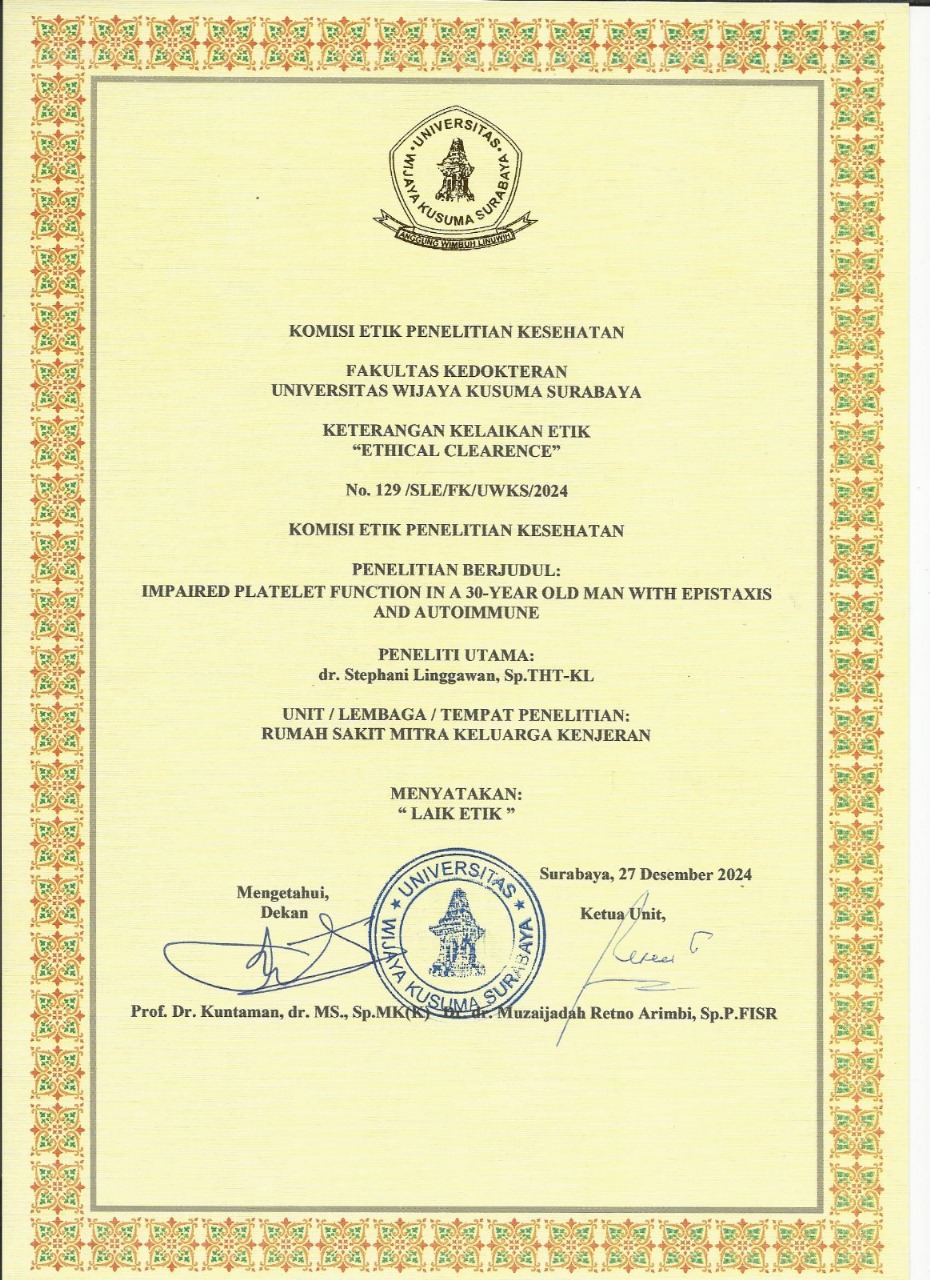 UNIVERSITAS
WIJAYA KUSUMA SURABAYA
ANGGUNG WIMBUH LINUWIH
KOMISI ETIK PENELITIAN KESEHATAN
FAKULTAS KEDOKTERAN
UNIVERSITAS WIJAYA KUSUMA SURABAYA
KETERANGAN KELAIKAN ETIK
“ETHICAL CLEARENCE”
No. 129 /SLE/FK/UWKS/2024
KOMISI ETIK PENELITIAN KESEHATAN
PENELITIAN BERJUDUL:
IMPAIRED PLATELET FUNCTION IN A 30-YEAR OLD MAN WITH EPISTAXIS
AND AUTOIMMUNE
PENELITI UTAMA:
dr. Stephani Linggawan, Sp.THT-KL
UNIT / LEMBAGA / TEMPAT PENELITIAN:
RUMAH SAKIT MITRA KELUARGA KENJERAN
MENYATAKAN:
“ LAIK ETIK ”
Surabaya, 27 Desember 2024
Mengetahui,
Dekan
Ketua Unit,
UNIVERSITAS
WIJAYA KUSUMA SURABAYA
Prof. Dr. Kuntaman, dr. MS., Sp.MK(K) Dr. dr. Muzaijadah Retno Arimbi, Sp.P.FISR